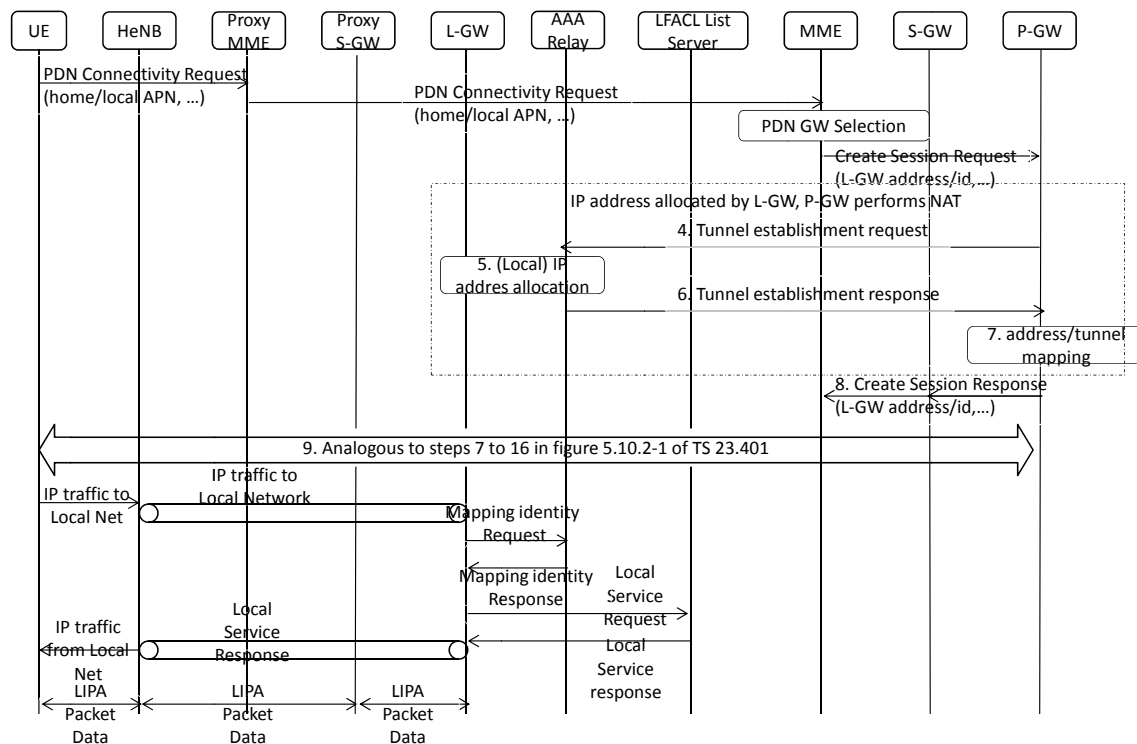 UE
HeNB
Proxy
MME
Proxy
S-GW
L-GW
AAA
Relay
LFACL List
Server
MME
S-GW
P-GW
PDN Connectivity Request
(home/local APN, ...)
PDN Connectivity Request
(home/local APN, ...)
PDN GW Selection
Create Session Request
(L-GW address/id,...)
IP address allocated by L-GW, P-GW performs NAT
4. Tunnel establishment request
5. (Local) IP
addres allocation
6. Tunnel establishment response
7. address/tunnel
mapping
8. Create Session Response
(L-GW address/id,...)
9. Analogous to steps 7 to 16 in figure 5.10.2-1 of TS 23.401
IP traffic to
Local Net
IP traffic to
Local Network
Mapping identity
Request
Mapping identity
Response
Local
Service
Request
IP traffic
from Local
Net
Local
Service
Response
Local
Service
response
LIPA
Packet
Data
LIPA
Packet
Data
LIPA
Packet
Data